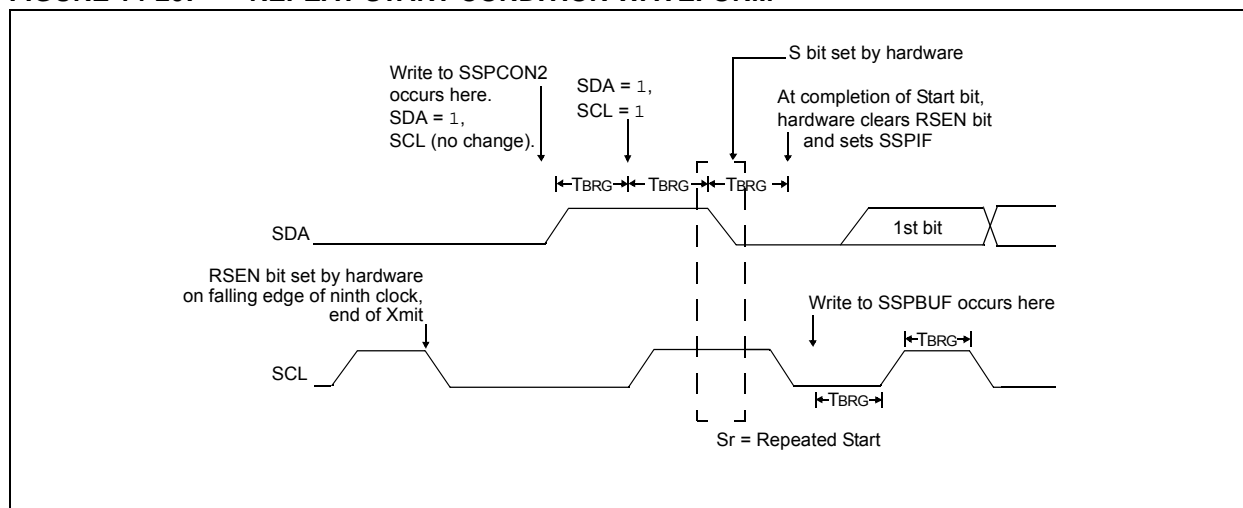 S bit set by hardware
Write to SSPCON2
occurs here.
SDA = 1,
SCL (no change).
SDA = 1,
SCL = 1
At completion of Start bit,
hardware clears RSEN bit
and sets SSPIF
TBRG
TBRG
TBRG
SDA
1st bit
RSEN bit set by hardware
on falling edge of ninth clock,
end of Xmit
Write to SSPBUF occurs here
TBRG
SCL
TBRG
Sr = Repeated Start